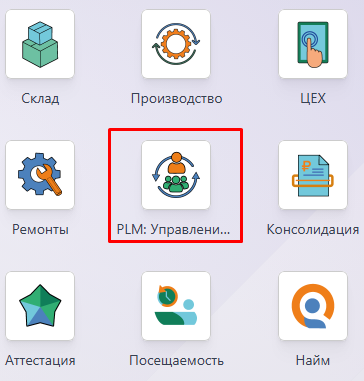 Склад
Производство
ЦЕХ
Ремонты
PLM: Управлени...
Консолидация
Аттестация
Посещаемость
Найм